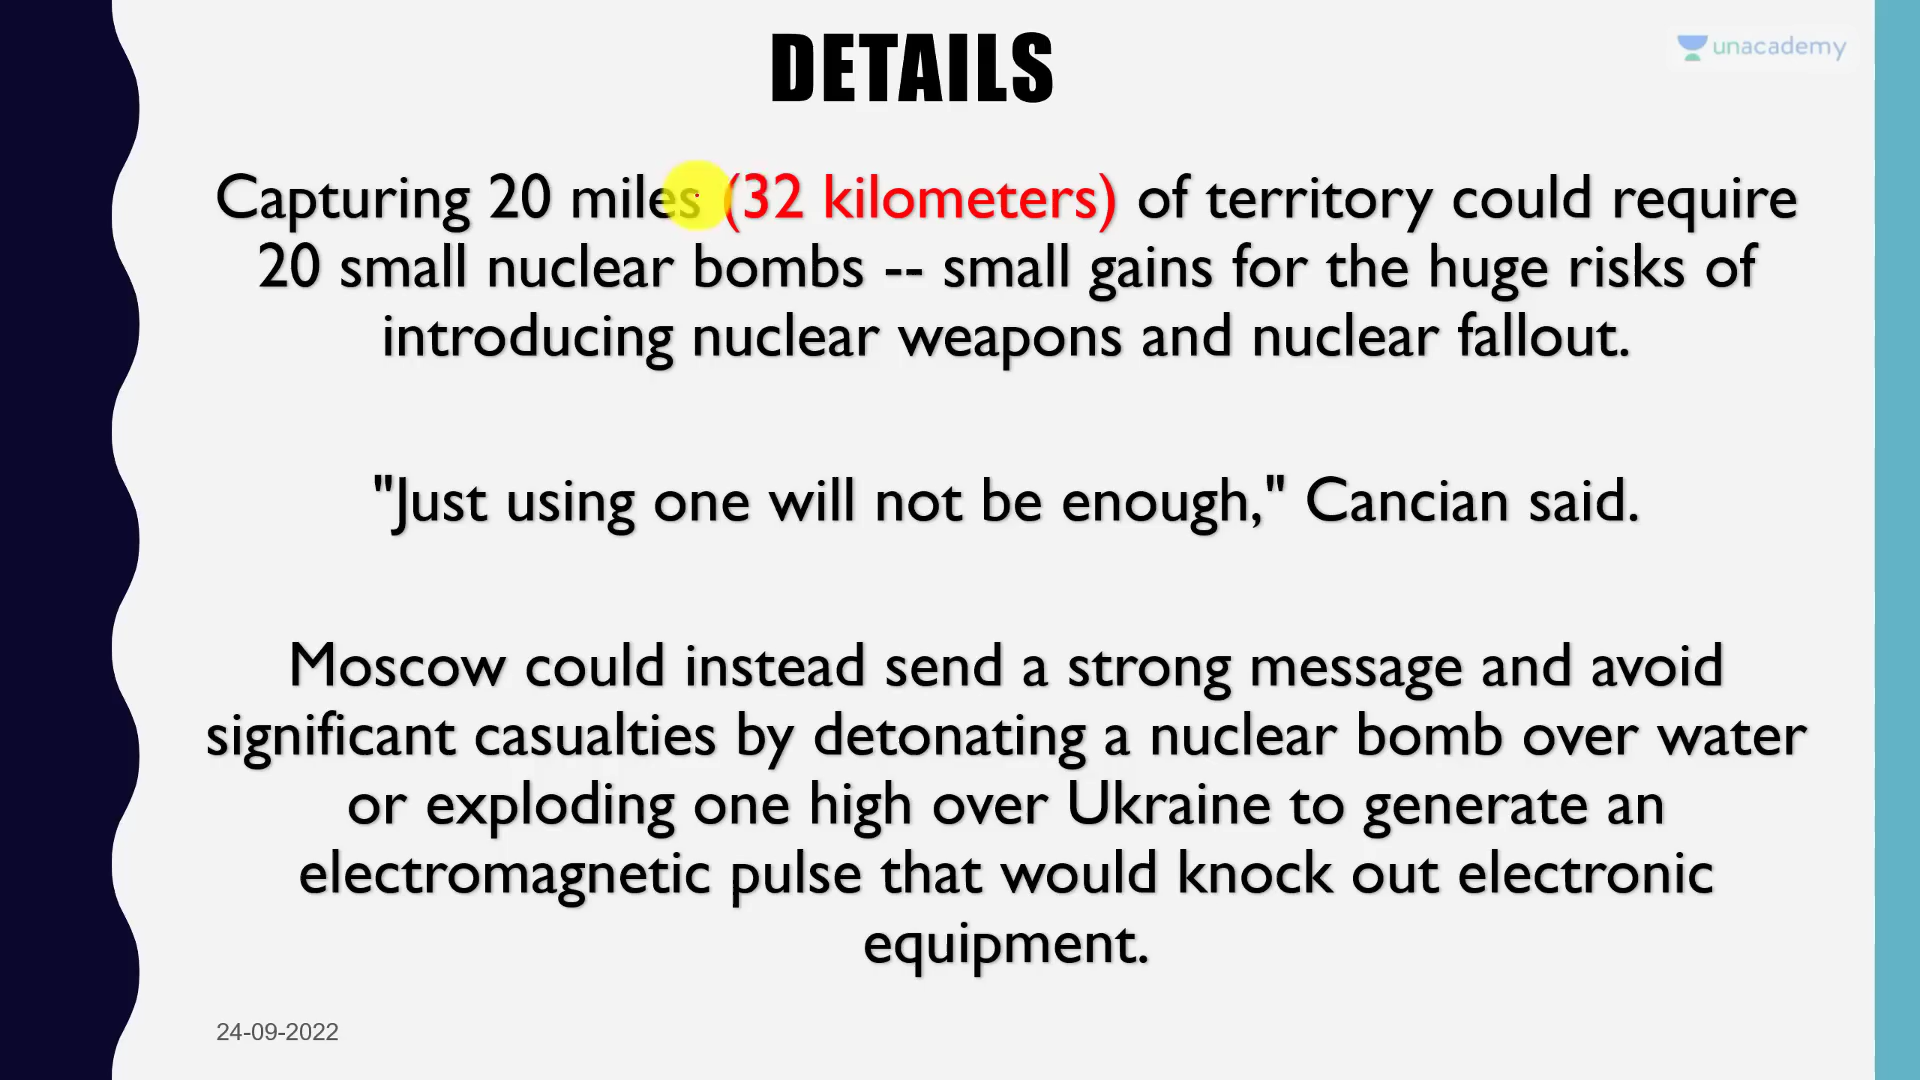 DETAILS
unacademy
Capturing 20 miles (32 kilometers) of territory could require
20 small nuclear bombs -- small gains for the huge risks of
introducing nuclear weapons and nuclear fallout.
"Just using one will not be enough," Cancian said.
Moscow could instead send a strong message and avoid
significant casualties by detonating a nuclear bomb over water
or exploding one high over Ukraine to generate an
electromagnetic pulse that would knock out electronic
equipment.
24-09-2022